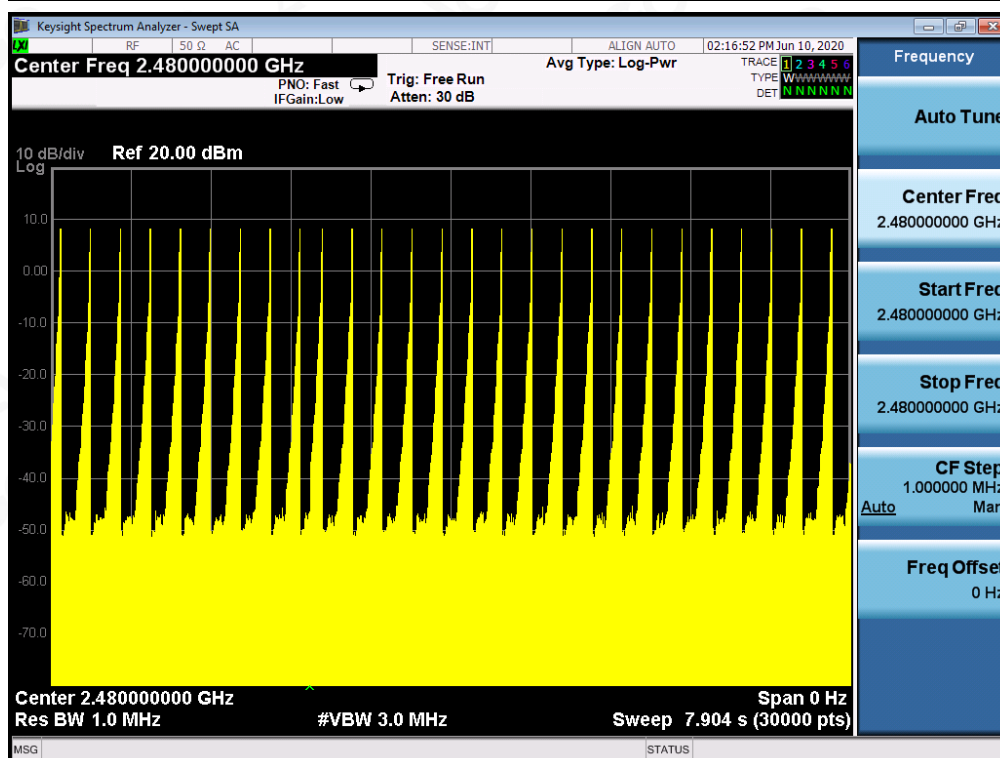 Keysight Spectrum Analyzer - Swept SA
LXI RF 50 Ω AC SENSE:INT ALIGN AUTO 02:16:52 PM Jun 10, 2020
Center Freq 2.480000000 GHz
PNO: Fast
IFGain:Low
Trig: Free Run
Atten: 30 dB
Avg Type: Log-Pwr
TRACE 1 2 3 4 5 6
TYPE WWWWWW
DET N N N N N N
10 dB/div Ref 20.00 dBm
Log
10.0
0.00
-10.0
-20.0
-30.0
-40.0
-50.0
-60.0
-70.0
Center 2.480000000 GHz Span 0 Hz
Res BW 1.0 MHz #VBW 3.0 MHz Sweep 7.904 s (30000 pts)
MSG STATUS
Frequency
Auto Tune
Center Freq
2.480000000 GHz
Start Freq
2.480000000 GHz
Stop Freq
2.480000000 GHz
CF Step
1.000000 MHz
Auto Man
Freq Offset
0 Hz